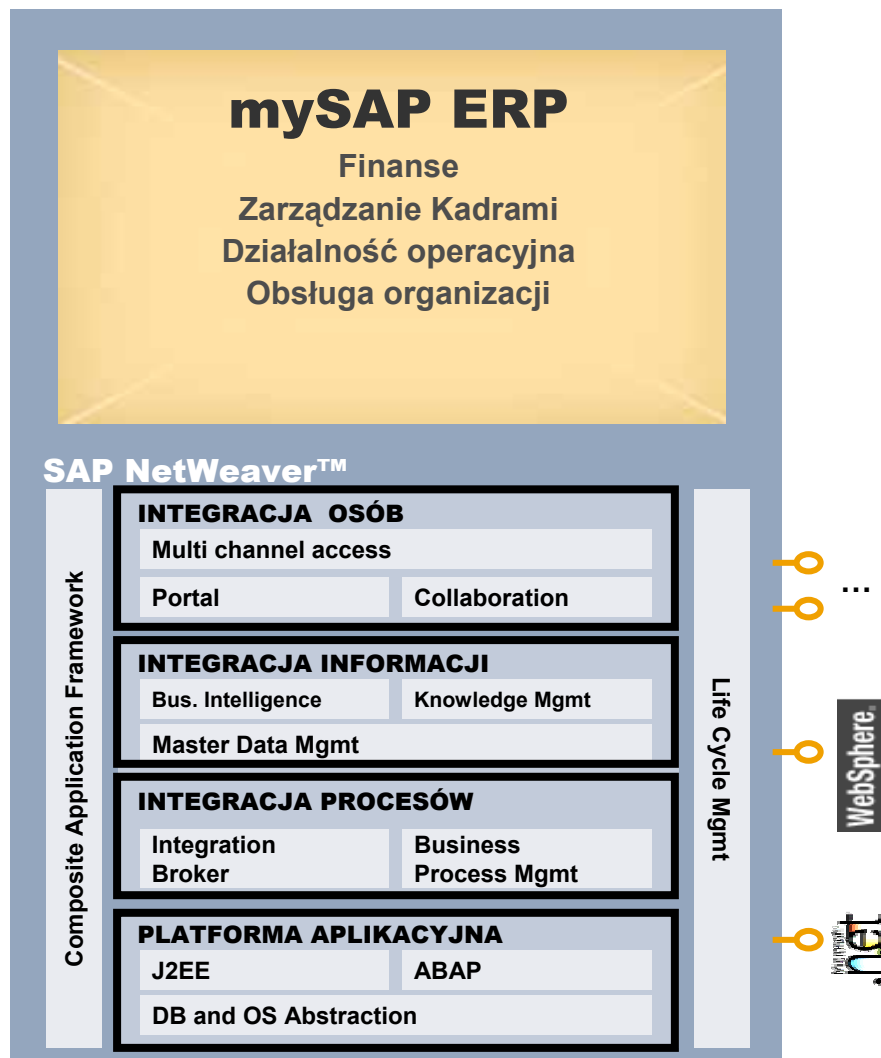 mySAP ERP
Finanse
Zarządzanie Kadrami
Działalność operacyjna
Obsługa organizacji
SAP NetWeaver™
Composite Application Framework
INTEGRACJA OSÓB
Multi channel access
Portal
Collaboration
INTEGRACJA INFORMACJI
Bus. Intelligence
Knowledge Mgmt
Master Data Mgmt
INTEGRACJA PROCESÓW
Integration
Broker
Business
Process Mgmt
PLATFORMA APLIKACYJNA
J2EE
ABAP
DB and OS Abstraction
Life Cycle Mgmt
...
WebSphere.
Microsoft
.net